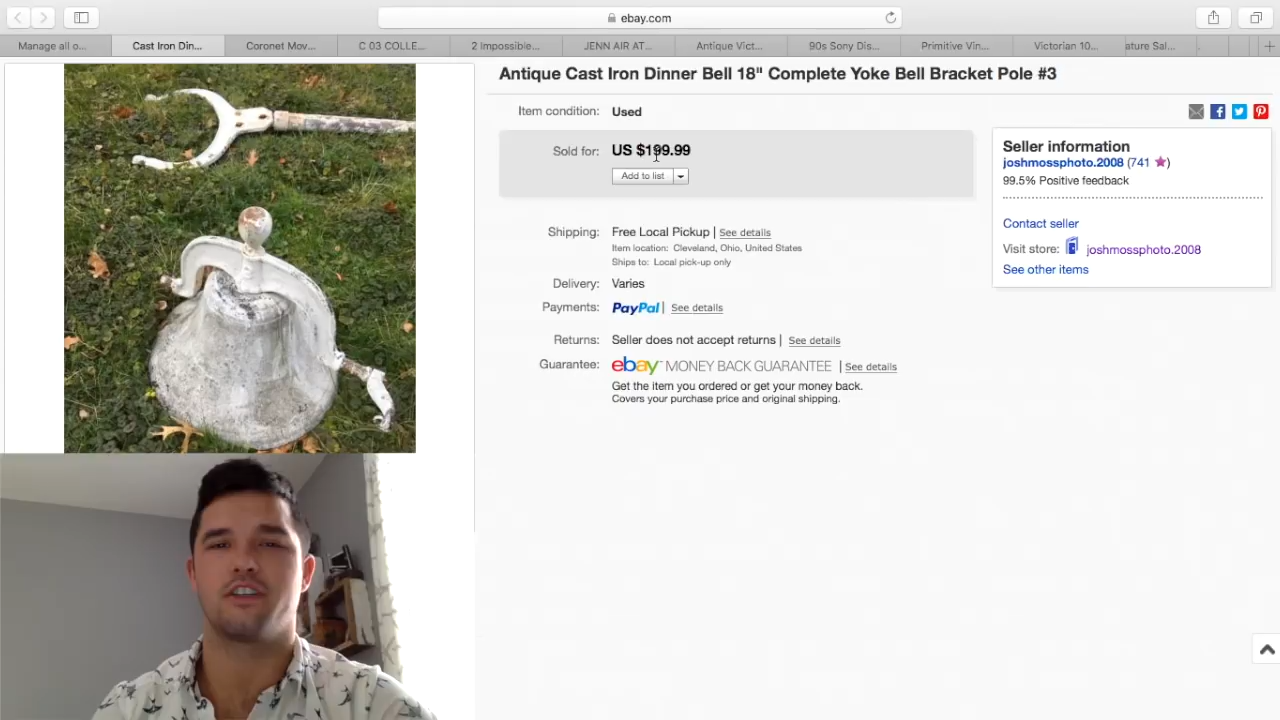 ebay.com
Manage all o...
Cast Iron Din...
Coronet Mov...
C 03 COLLE...
2 Impossible...
JENN AIR AT...
Antique Vict...
90s Sony Dis...
Primitive Vin...
Victorian 10...
ature Sal...
Antique Cast Iron Dinner Bell 18" Complete Yoke Bell Bracket Pole #3
Item condition: Used
Sold for: US $199.99
Add to list
Shipping: Free Local Pickup | See details
Item location: Cleveland, Ohio, United States
Ships to: Local pick-up only
Delivery: Varies
Payments: PayPal | See details
Returns: Seller does not accept returns | See details
Guarantee: ebay MONEY BACK GUARANTEE | See details
Get the item you ordered or get your money back.
Covers your purchase price and original shipping.
Seller information
joshmossphoto.2008 (741)
99.5% Positive feedback
Contact seller
Visit store: joshmossphoto.2008
See other items